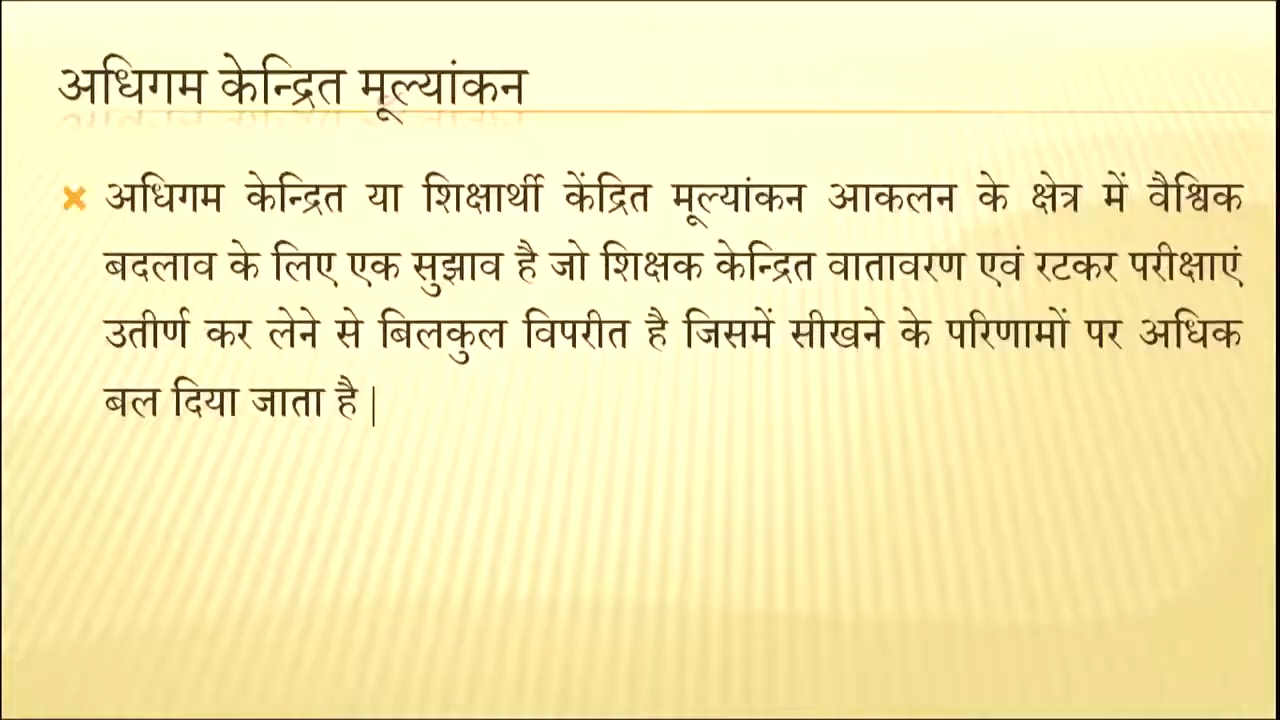 अधिगम केन्द्रित मूल्यांकन
अधिगम केन्द्रित या शिक्षार्थी केंद्रित मूल्यांकन आकलन के क्षेत्र में वैश्विक
बदलाव के लिए एक सुझाव है जो शिक्षक केन्द्रित वातावरण एवं रटकर परीक्षाएं
उतीर्ण कर लेने से बिलकुल विपरीत है जिसमें सीखने के परिणामों पर अधिक
बल दिया जाता है |